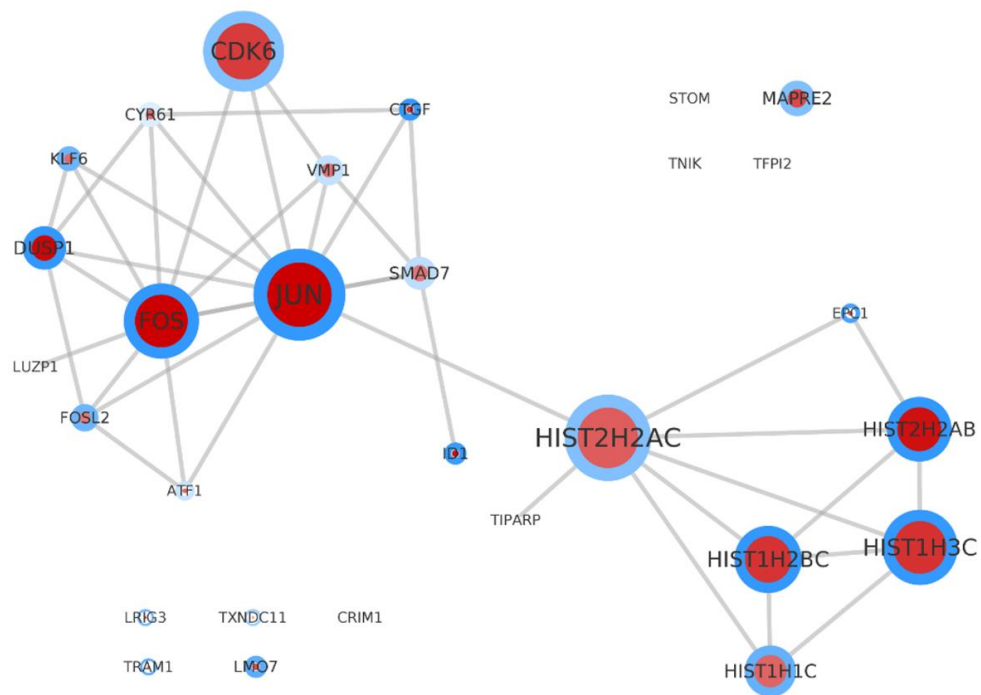 CDK6
STOM
MAPRE2
CYR61
CTGF
KLF6
VMP1
TNIK
TFPI2
DUSP1
SMAD7
JUN
FOS
EPC1
LUZP1
FOSL2
HIST2H2AC
HIST2H2AB
ID1
ATF1
TIPARP
HIST1H2BC
HIST1H3C
LRIG3
TXNDC11
CRIM1
TRAM1
LMO7
HIST1H1C